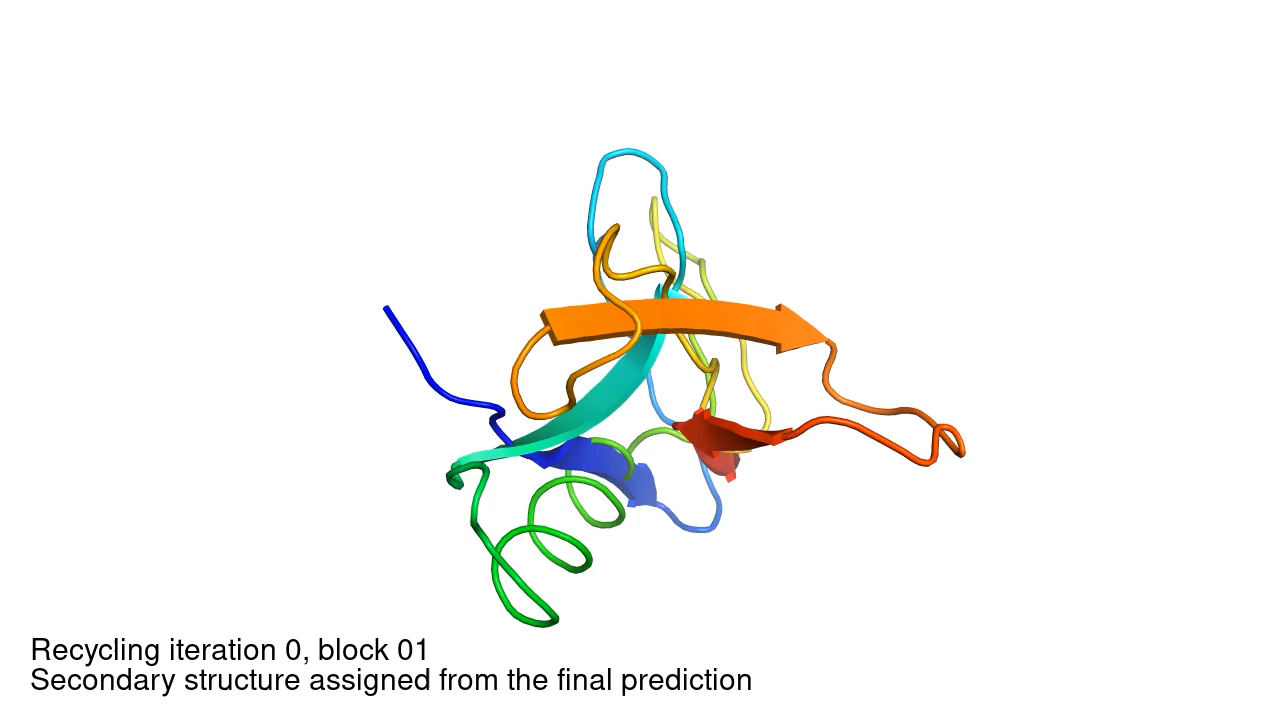 Recycling iteration 0, block 01
Secondary structure assigned from the final prediction